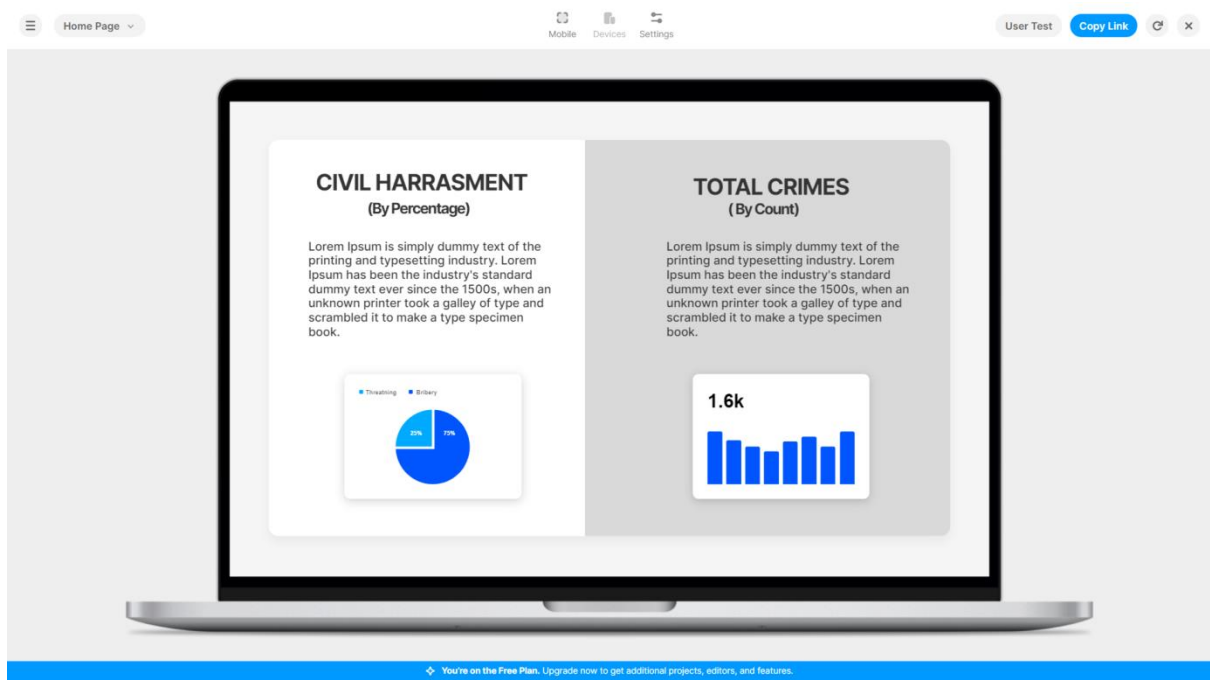 Home Page
Mobile
Devices
Settings
User Test
Copy Link
CIVIL HARRASMENT
(By Percentage)
Lorem Ipsum is simply dummy text of the
printing and typesetting industry. Lorem
Ipsum has been the industry's standard
dummy text ever since the 1500s, when an
unknown printer took a galley of type and
scrambled it to make a type specimen
book.
Threatning
Bribery
25%
75%
TOTAL CRIMES
( By Count)
Lorem Ipsum is simply dummy text of the
printing and typesetting industry. Lorem
Ipsum has been the industry's standard
dummy text ever since the 1500s, when an
unknown printer took a galley of type and
scrambled it to make a type specimen
book.
1.6k
You're on the Free Plan. Upgrade now to get additional projects, editors, and features.